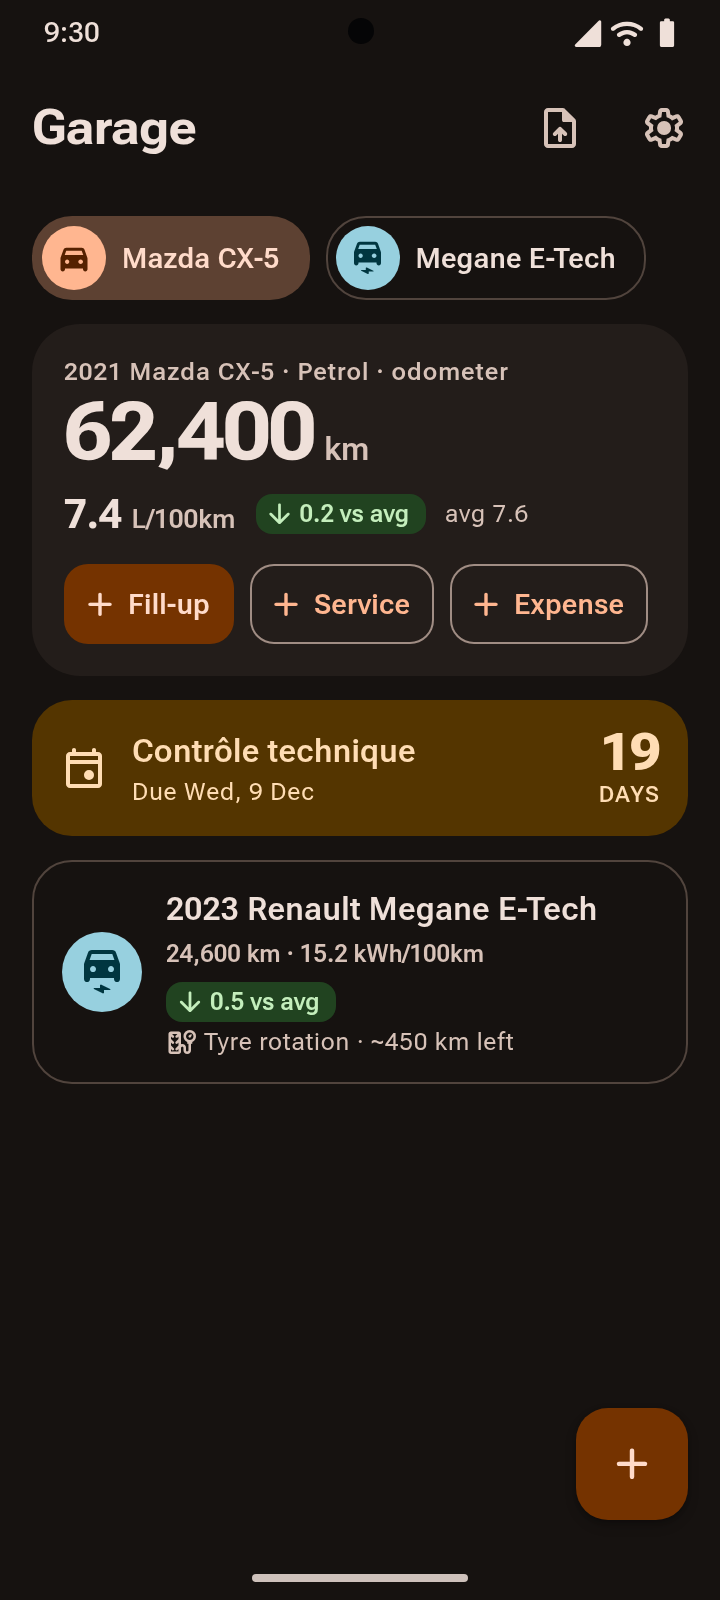 9:30
Garage
Mazda CX-5
Megane E-Tech
2021 Mazda CX-5 · Petrol · odometer
62,400 km
7.4 L/100km
0.2 vs avg
avg 7.6
Fill-up
Service
Expense
Contrôle technique
Due Wed, 9 Dec
19
DAYS
2023 Renault Megane E-Tech
24,600 km · 15.2 kWh/100km
0.5 vs avg
Tyre rotation · ~450 km left